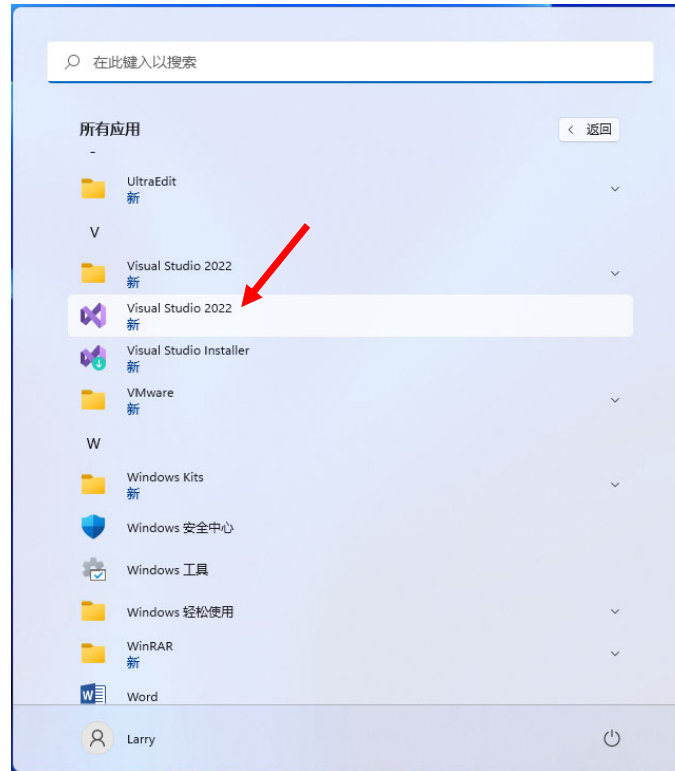 在此键入以搜索
所有应用
返回
UltraEdit
新
V
Visual Studio 2022
新
Visual Studio 2022
新
Visual Studio Installer
新
VMware
新
W
Windows Kits
新
Windows 安全中心
Windows 工具
Windows 轻松使用
WinRAR
新
Word
Larry